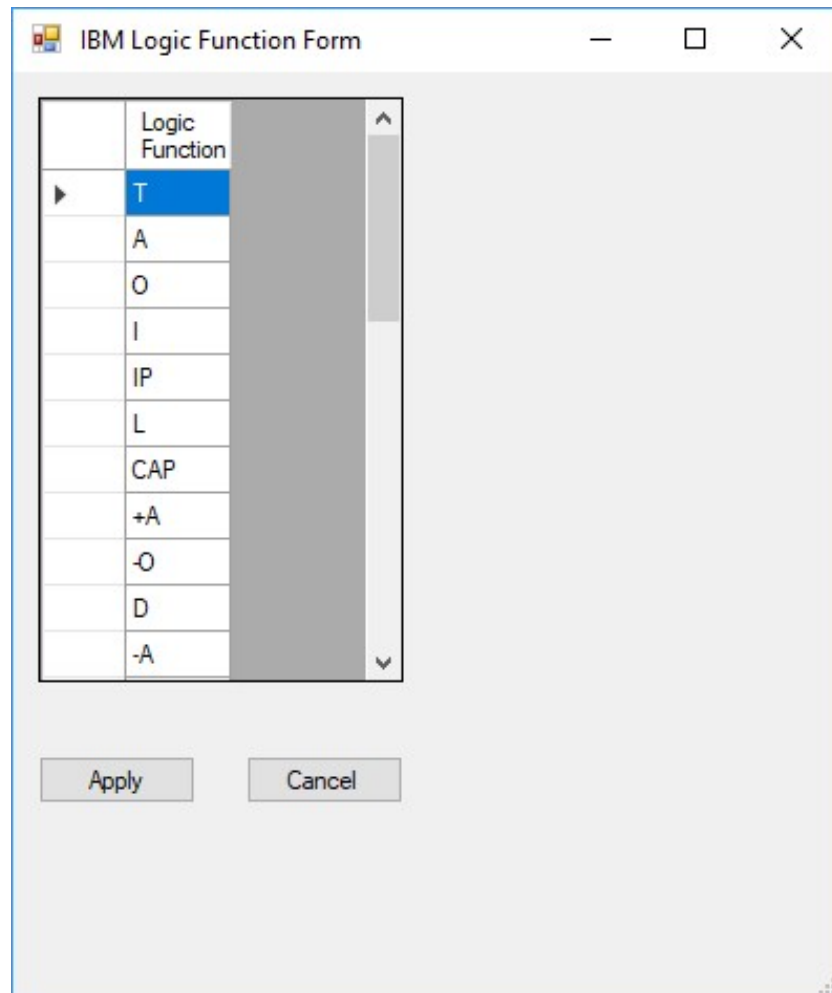 IBM Logic Function Form
Logic
Function
T
A
O
I
IP
L
CAP
+A
-O
D
-A
Apply
Cancel